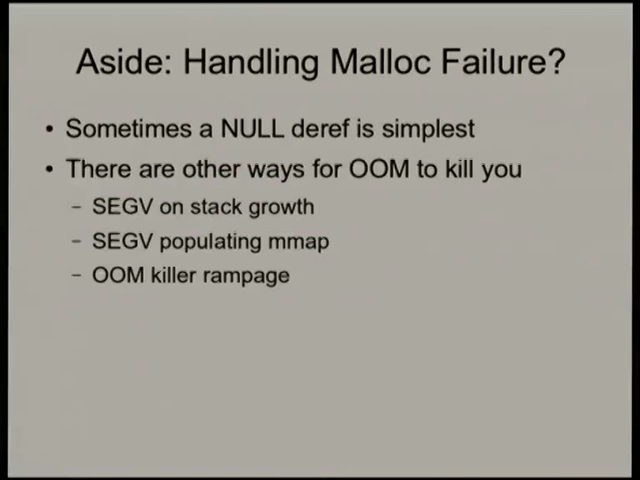 Aside: Handling Malloc Failure?
• Sometimes a NULL deref is simplest
• There are other ways for OOM to kill you
– SEGV on stack growth
– SEGV populating mmap
– OOM killer rampage